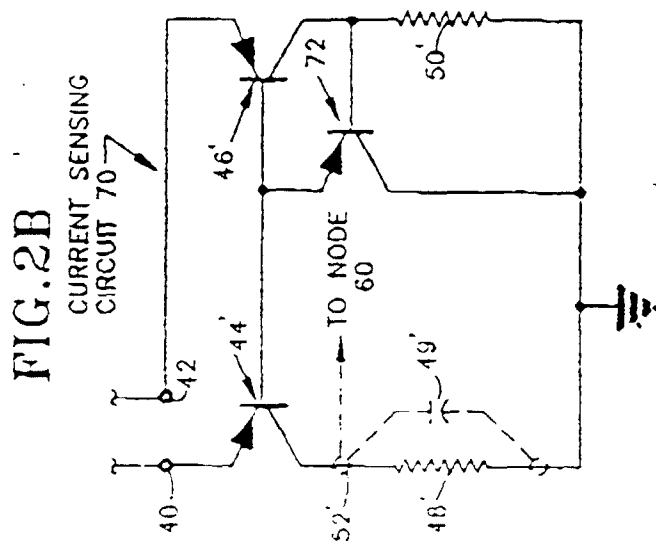 FIG.2B
CURRENT SENSING
CIRCUIT 70
40
42
44'
46'
72
TO NODE
60
52'
49'
48'
50'